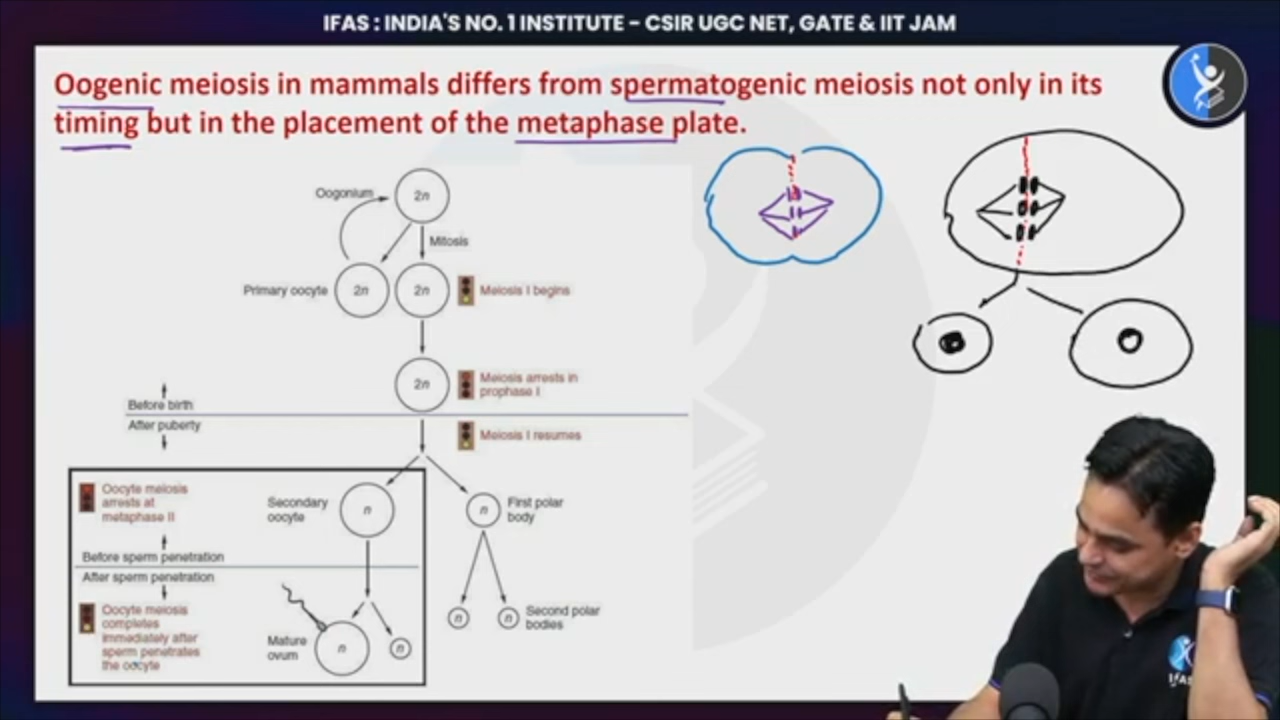 IFAS : INDIA'S NO. 1 INSTITUTE – CSIR UGC NET, GATE & IIT JAM
Oogenic meiosis in mammals differs from spermatogenic meiosis not only in its
timing but in the placement of the metaphase plate.
Oogonium
2n
Mitosis
Primary oocyte
2n
2n
Meiosis I begins
2n
Meiosis arrests in
prophase I
Before birth
After puberty
Meiosis I resumes
Oocyte meiosis
arrests at
metaphase II
Secondary
oocyte
n
n
First polar
body
Before sperm penetration
After sperm penetration
Oocyte meiosis
completes
immediately after
sperm penetrates
the oocyte
Mature
ovum
n
n
n
n
Second polar
bodies
IFAS